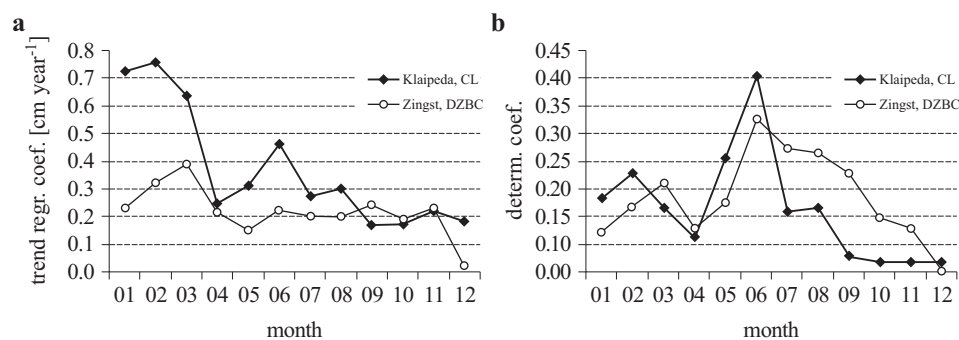 a
trend regr. coef. [cm year-1]
0.8
0.7
0.6
0.5
0.4
0.3
0.2
0.1
0.0
Klaipeda, CL
Zingst, DZBC
01 02 03 04 05 06 07 08 09 10 11 12
month
b
determ. coef.
0.45
0.40
0.35
0.30
0.25
0.20
0.15
0.10
0.05
0.00
Klaipeda, CL
Zingst, DZBC
01 02 03 04 05 06 07 08 09 10 11 12
month